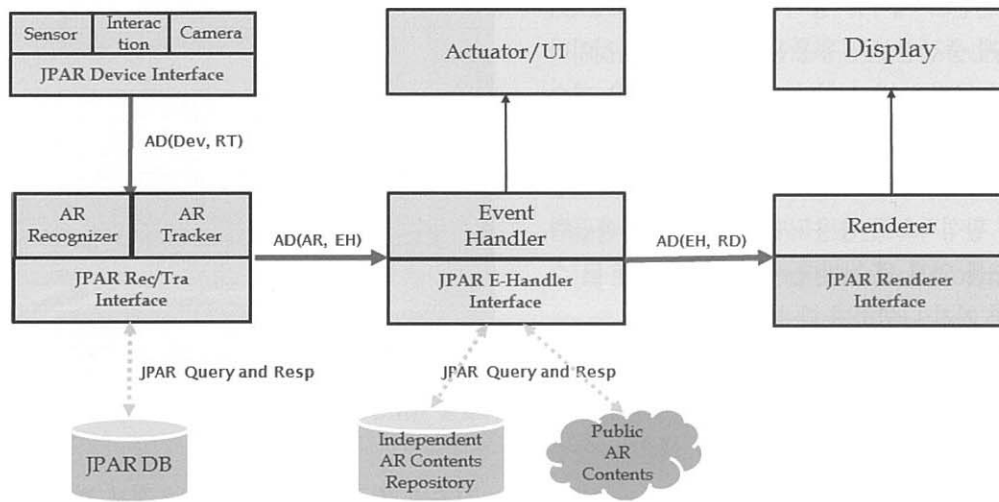 Sensor
Interac
tion
Camera
JPAR Device Interface
Actuator/UI
Display
AD(Dev, RT)
AR
Recognizer
AR
Tracker
JPAR Rec/Tra
Interface
AD(AR, EH)
Event
Handler
JPAR E-Handler
Interface
AD(EH, RD)
Renderer
JPAR Renderer
Interface
JPAR Query and Resp
JPAR Query and Resp
JPAR DB
Independent
AR Contents
Repository
Public
AR
Contents